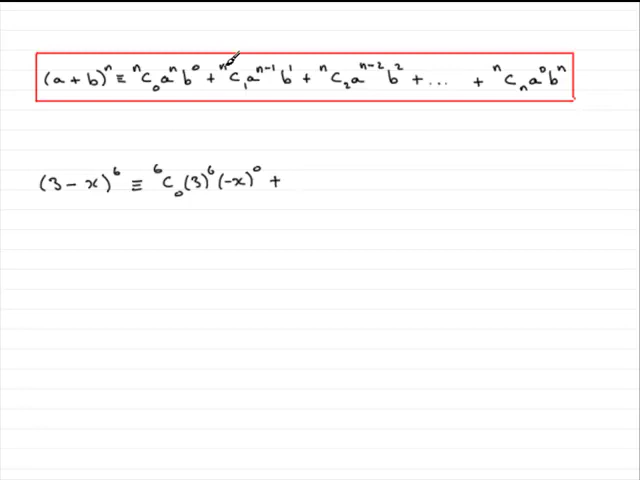 (a + b)ⁿ ≡ ⁿC₀aⁿb⁰ + ⁿC₁aⁿ⁻¹b¹ + ⁿC₂aⁿ⁻²b² + ... + ⁿCₙa⁰bⁿ
(3 − x)⁶ ≡ ⁶C₀(3)⁶(−x)⁰ +